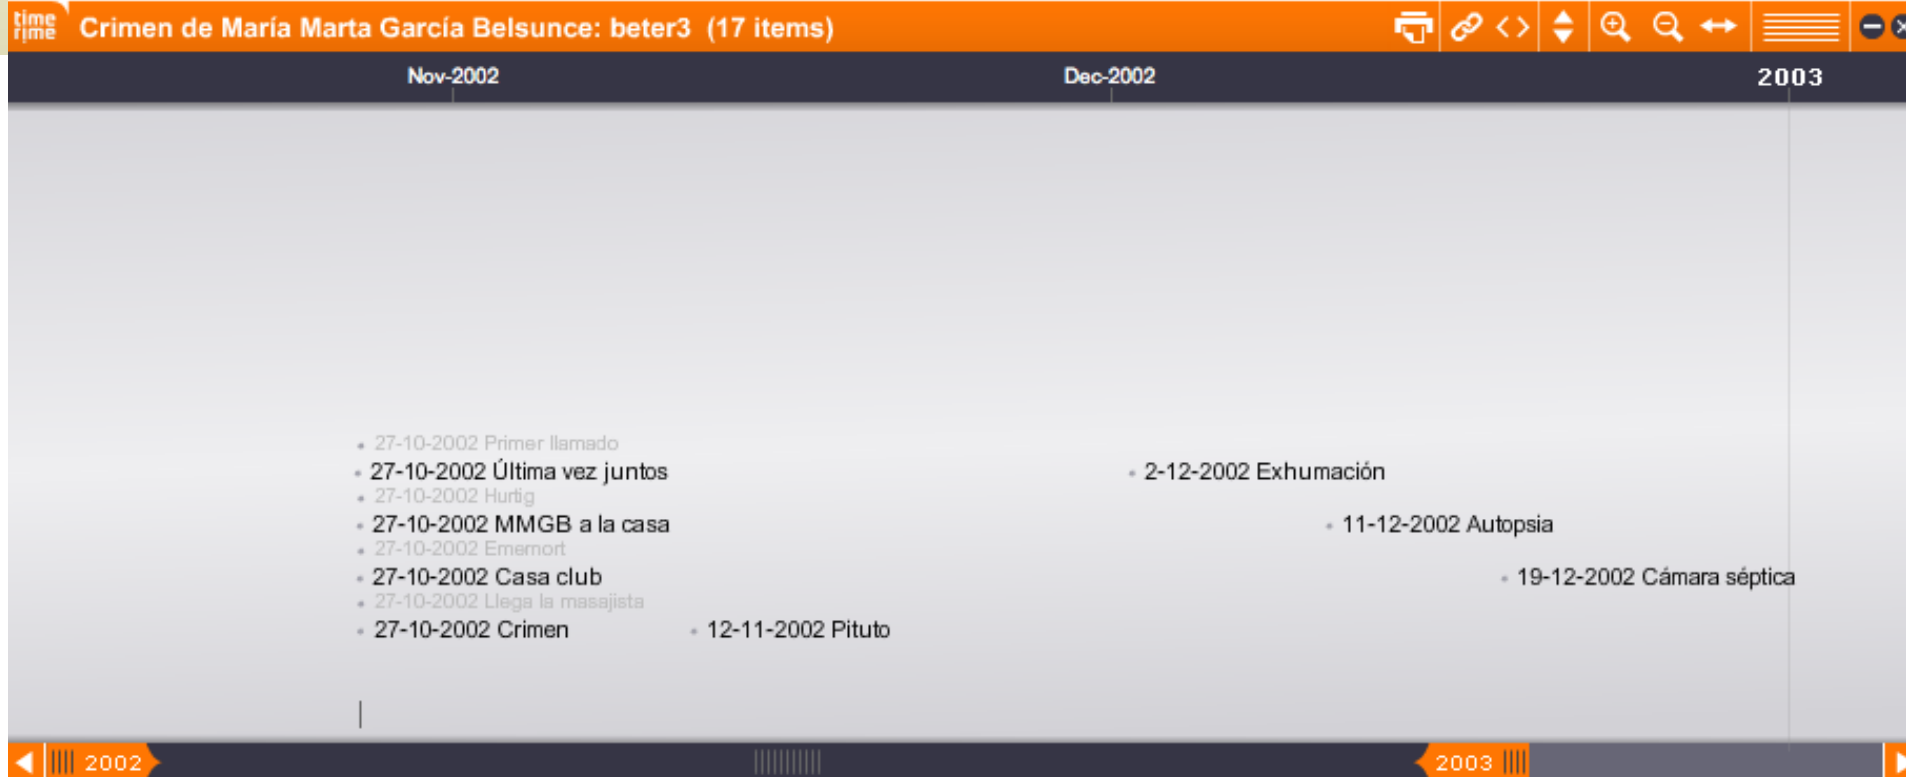 time
rime
Crimen de María Marta García Belsunce: beter3 (17 items)
Nov-2002
Dec-2002
2003
27-10-2002 Primer llamado
27-10-2002 Última vez juntos
2-12-2002 Exhumación
27-10-2002 Hurtig
27-10-2002 MMGB a la casa
11-12-2002 Autopsia
27-10-2002 Ememort
27-10-2002 Casa club
19-12-2002 Cámara séptica
27-10-2002 Llega la masajista
27-10-2002 Crimen
12-11-2002 Pituto
2002
2003